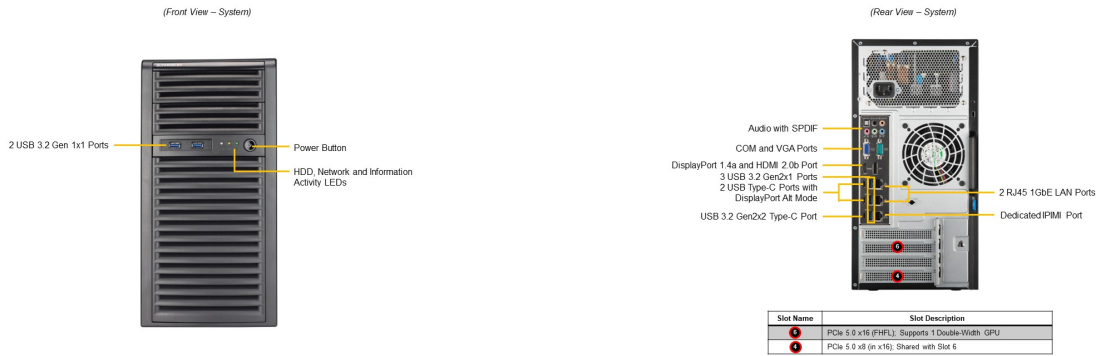 (Front View – System)
2 USB 3.2 Gen 1x1 Ports
Power Button
HDD, Network and Information
Activity LEDs
(Rear View – System)
Audio with SPDIF
COM and VGA Ports
DisplayPort 1.4a and HDMI 2.0b Port
3 USB 3.2 Gen2x1 Ports
2 USB Type-C Ports with
DisplayPort Alt Mode
USB 3.2 Gen2x2 Type-C Port
2 RJ45 1GbE LAN Ports
Dedicated IPIMI Port
6
4
Slot Name Slot Description
6 PCIe 5.0 x16 (FHFL); Supports 1 Double-Width GPU
4 PCIe 5.0 x8 (in x16); Shared with Slot 6